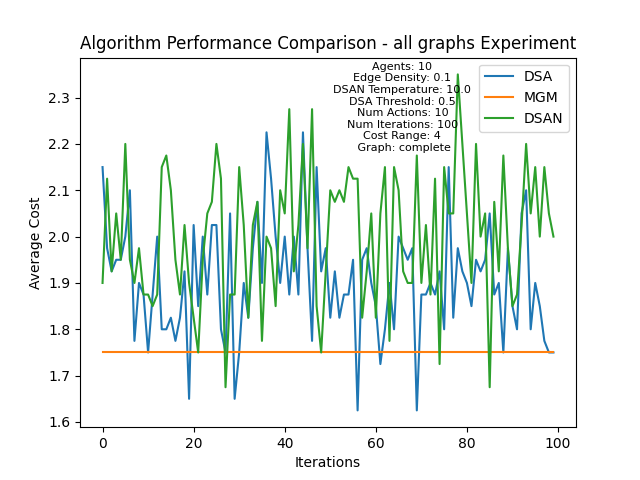 Algorithm Performance Comparison - all graphs Experiment
Agents: 10
Edge Density: 0.1
DSAN Temperature: 10.0
DSA Threshold: 0.5
Num Actions: 10
Num Iterations: 100
Cost Range: 4
Graph: complete
DSA
MGM
DSAN
Average Cost
2.3
2.2
2.1
2.0
1.9
1.8
1.7
1.6
0
20
40
60
80
100
Iterations